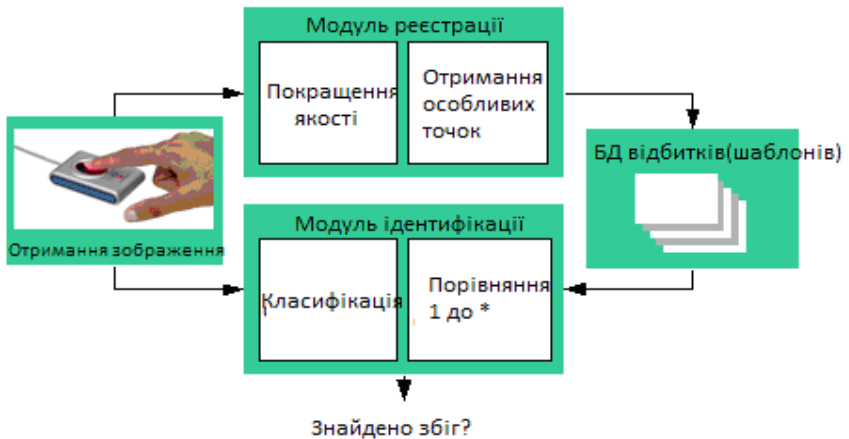 Модуль реєстрації
Покращення
якості
Отримання
особливих
точок
Отримання зображення
БД відбитків(шаблонів)
Модуль ідентифікації
Класифікація
Порівняння
1 до *
Знайдено збіг?